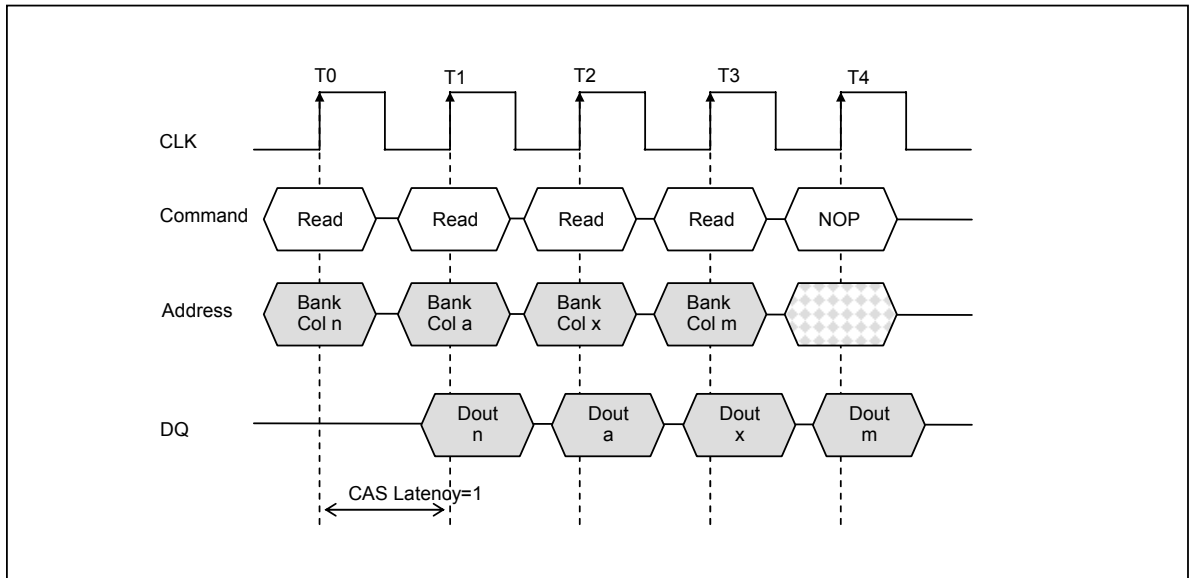 T0 T1 T2 T3 T4
CLK
Command Read Read Read Read NOP
Address
Bank
Col n
Bank
Col a
Bank
Col x
Bank
Col m
DQ
Dout
n
Dout
a
Dout
x
Dout
m
CAS Latency=1